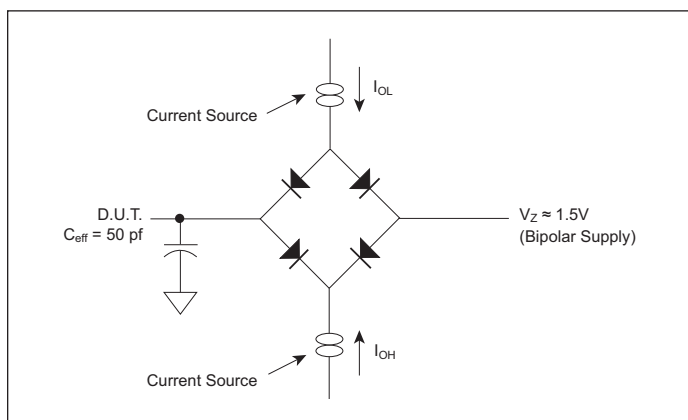 I_OL
Current Source
D.U.T.
C_eff = 50 pf
V_Z ≈ 1.5V
(Bipolar Supply)
I_OH
Current Source